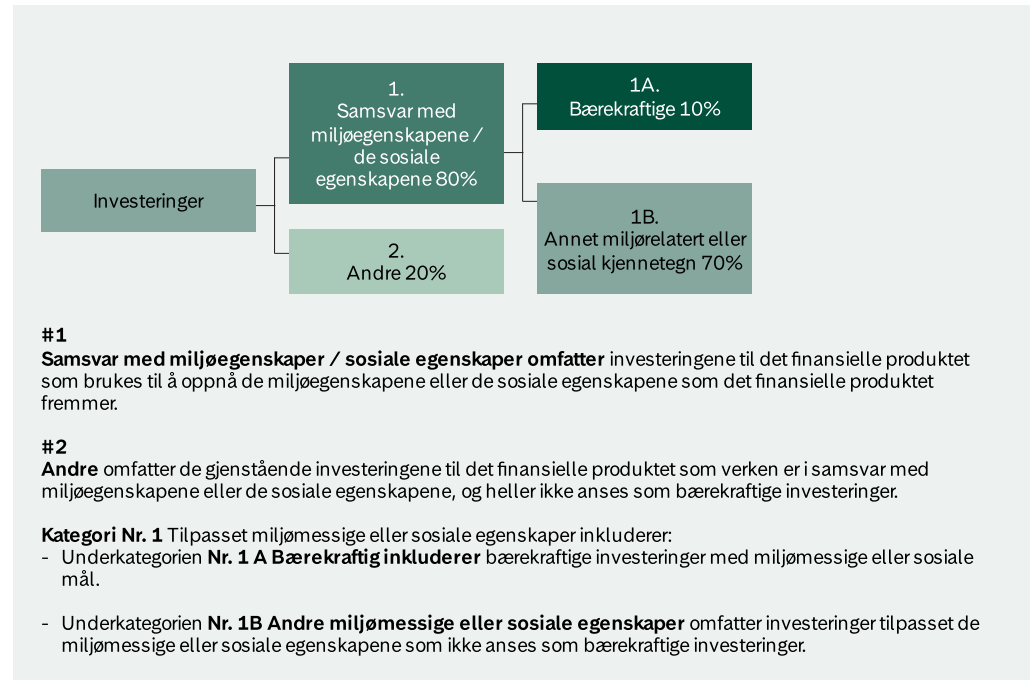 1.
Samsvar med
miljøegenskapene /
de sosiale
egenskapene 80%
1A.
Bærekraftige 10%
Investeringer
1B.
Annet miljørelatert eller
sosial kjennetegn 70%
2.
Andre 20%
#1
Samsvar med miljøegenskaper / sosiale egenskaper omfatter investeringene til det finansielle produktet
som brukes til å oppnå de miljøegenskapene eller de sosiale egenskapene som det finansielle produktet
fremmer.
#2
Andre omfatter de gjenstående investeringene til det finansielle produktet som verken er i samsvar med
miljøegenskapene eller de sosiale egenskapene, og heller ikke anses som bærekraftige investeringer.
Kategori Nr. 1 Tilpasset miljømessige eller sosiale egenskaper inkluderer:
- Underkategorien Nr. 1 A Bærekraftig inkluderer bærekraftige investeringer med miljømessige eller sosiale
mål.
- Underkategorien Nr. 1B Andre miljømessige eller sosiale egenskaper omfatter investeringer tilpasset de
miljømessige eller sosiale egenskapene som ikke anses som bærekraftige investeringer.